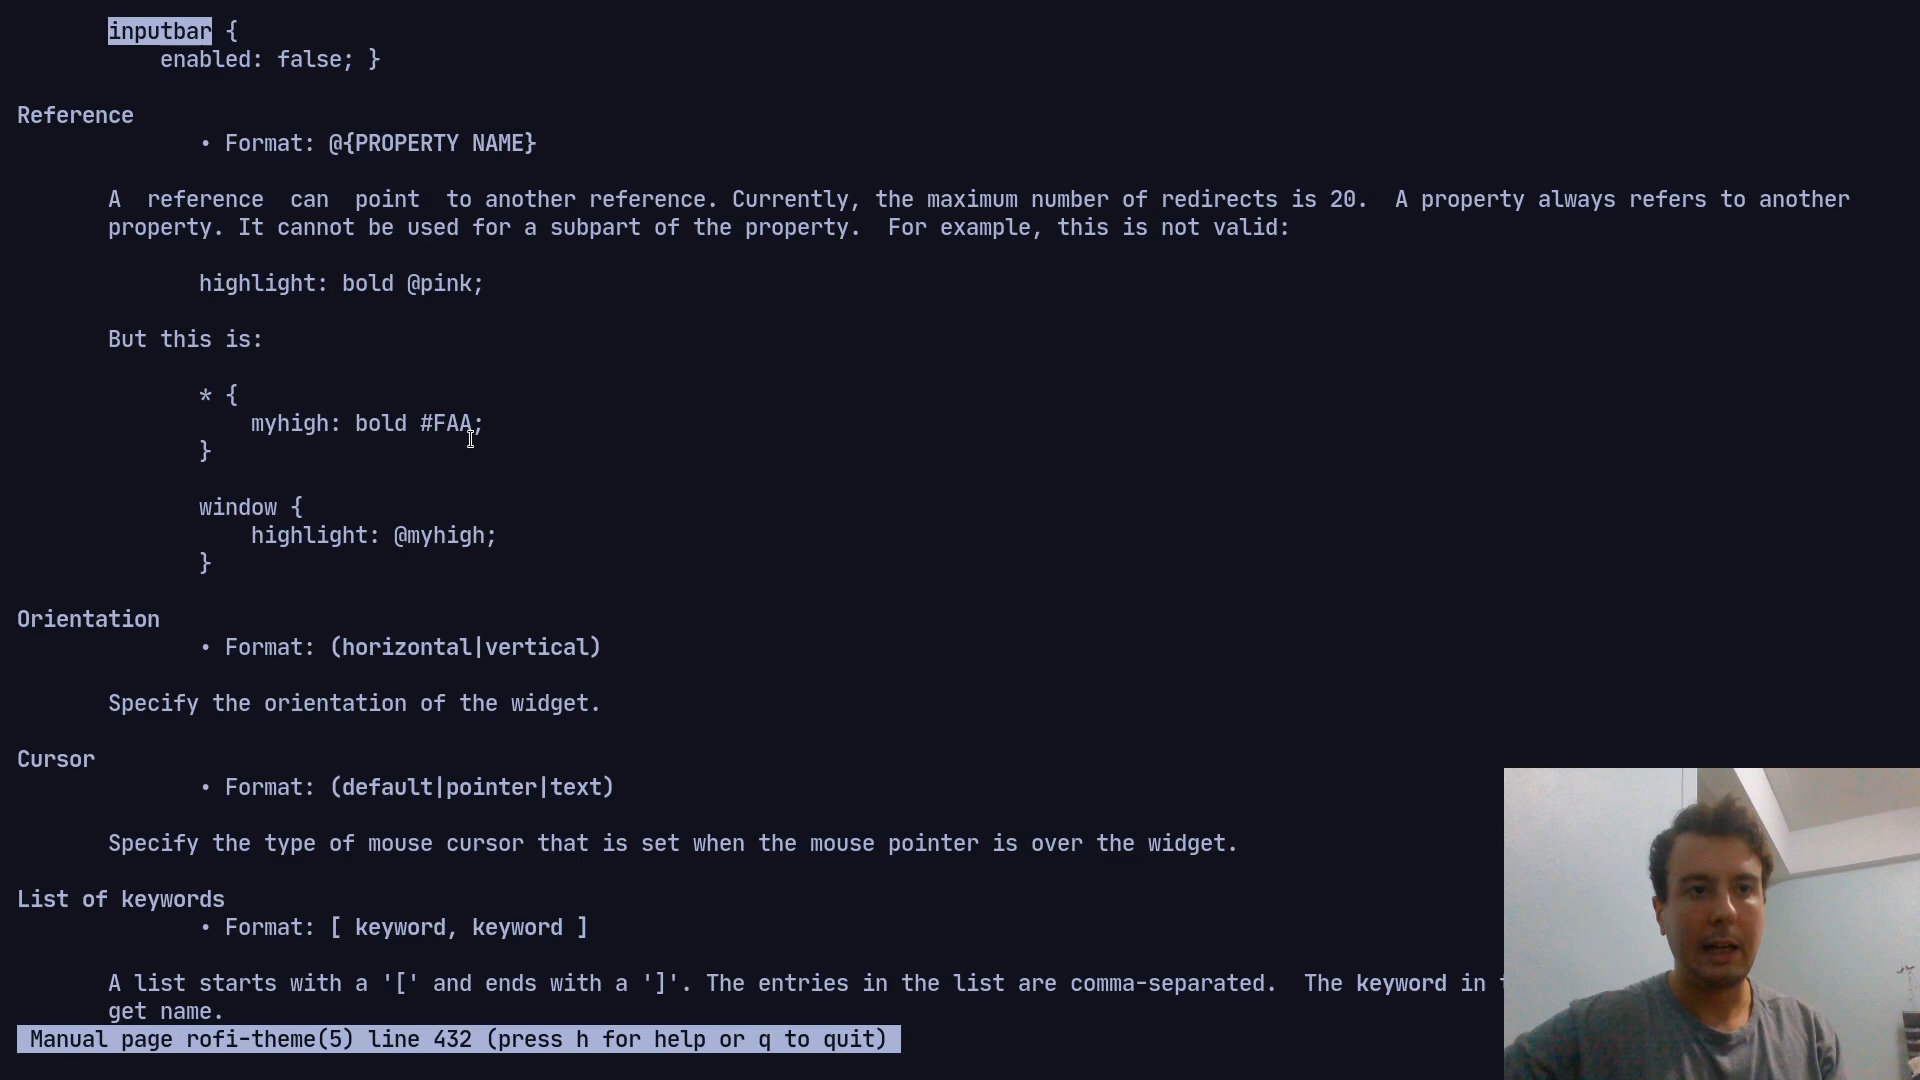 inputbar {
enabled: false; }
Reference
• Format: @{PROPERTY NAME}
A reference can point to another reference. Currently, the maximum number of redirects is 20. A property always refers to another
property. It cannot be used for a subpart of the property. For example, this is not valid:
highlight: bold @pink;
But this is:
* {
myhigh: bold #FAA;
}
window {
highlight: @myhigh;
}
Orientation
• Format: (horizontal|vertical)
Specify the orientation of the widget.
Cursor
• Format: (default|pointer|text)
Specify the type of mouse cursor that is set when the mouse pointer is over the widget.
List of keywords
• Format: [ keyword, keyword ]
A list starts with a '[' and ends with a ']'. The entries in the list are comma-separated. The keyword in
get name.
Manual page rofi-theme(5) line 432 (press h for help or q to quit)